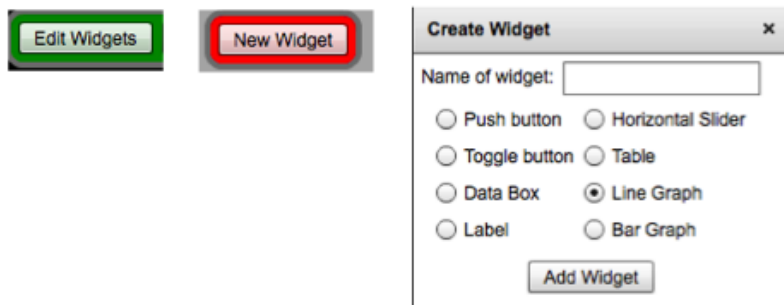 Edit Widgets
New Widget
Create Widget ×
Name of widget:
Push button Horizontal Slider
Toggle button Table
Data Box Line Graph
Label Bar Graph
Add Widget